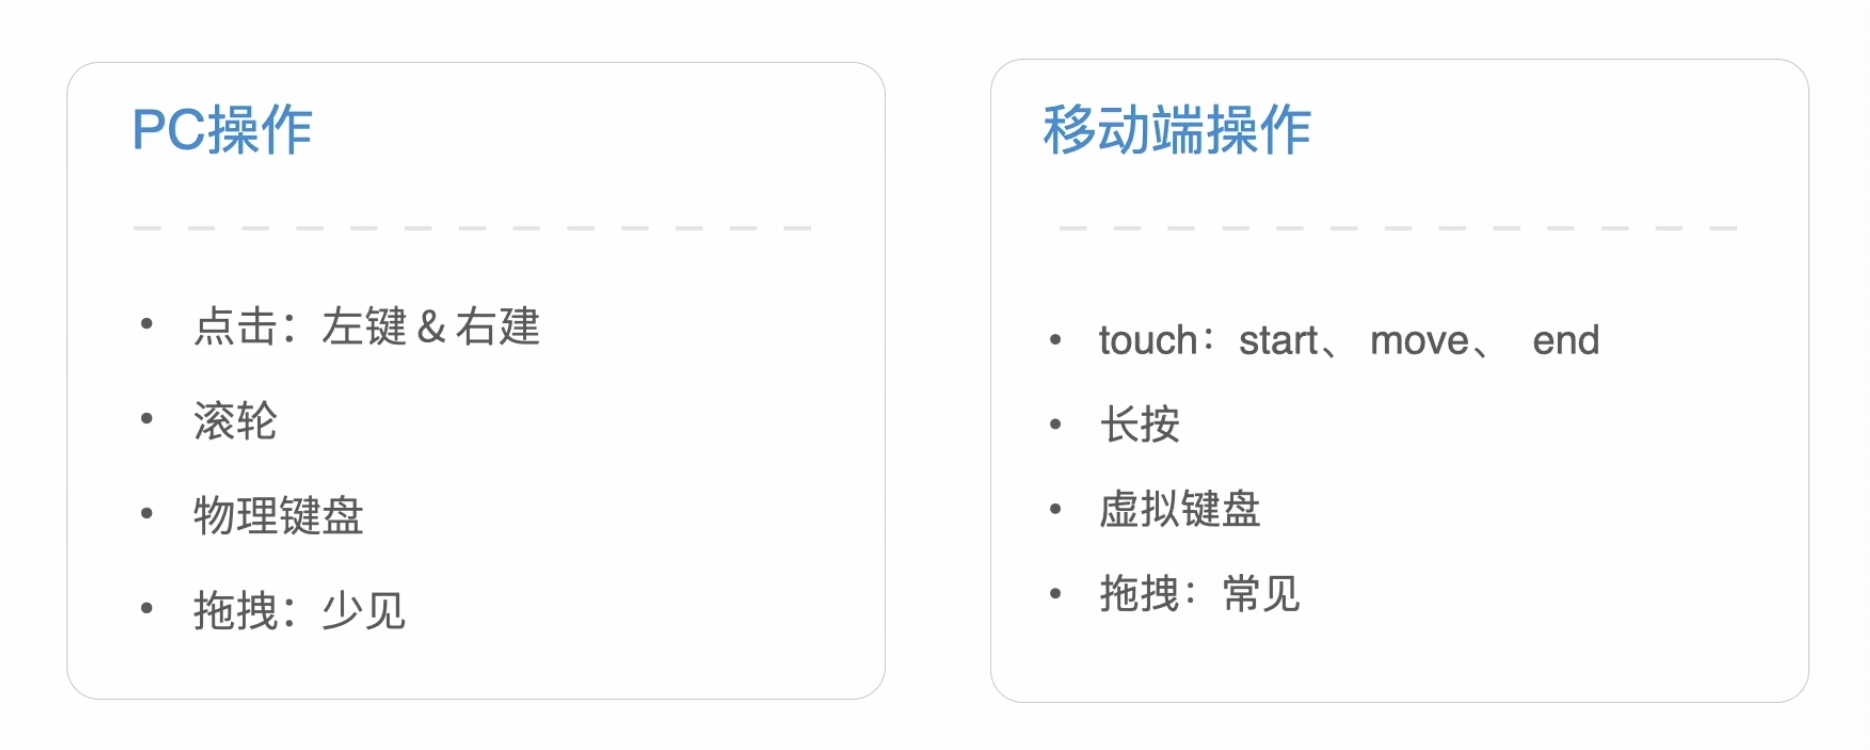 PC操作
• 点击：左键 & 右建
• 滚轮
• 物理键盘
• 拖拽：少见
移动端操作
• touch：start、 move、 end
• 长按
• 虚拟键盘
• 拖拽：常见